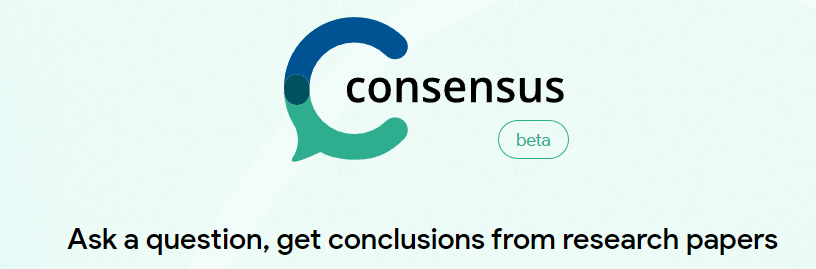 consensus
beta
Ask a question, get conclusions from research papers